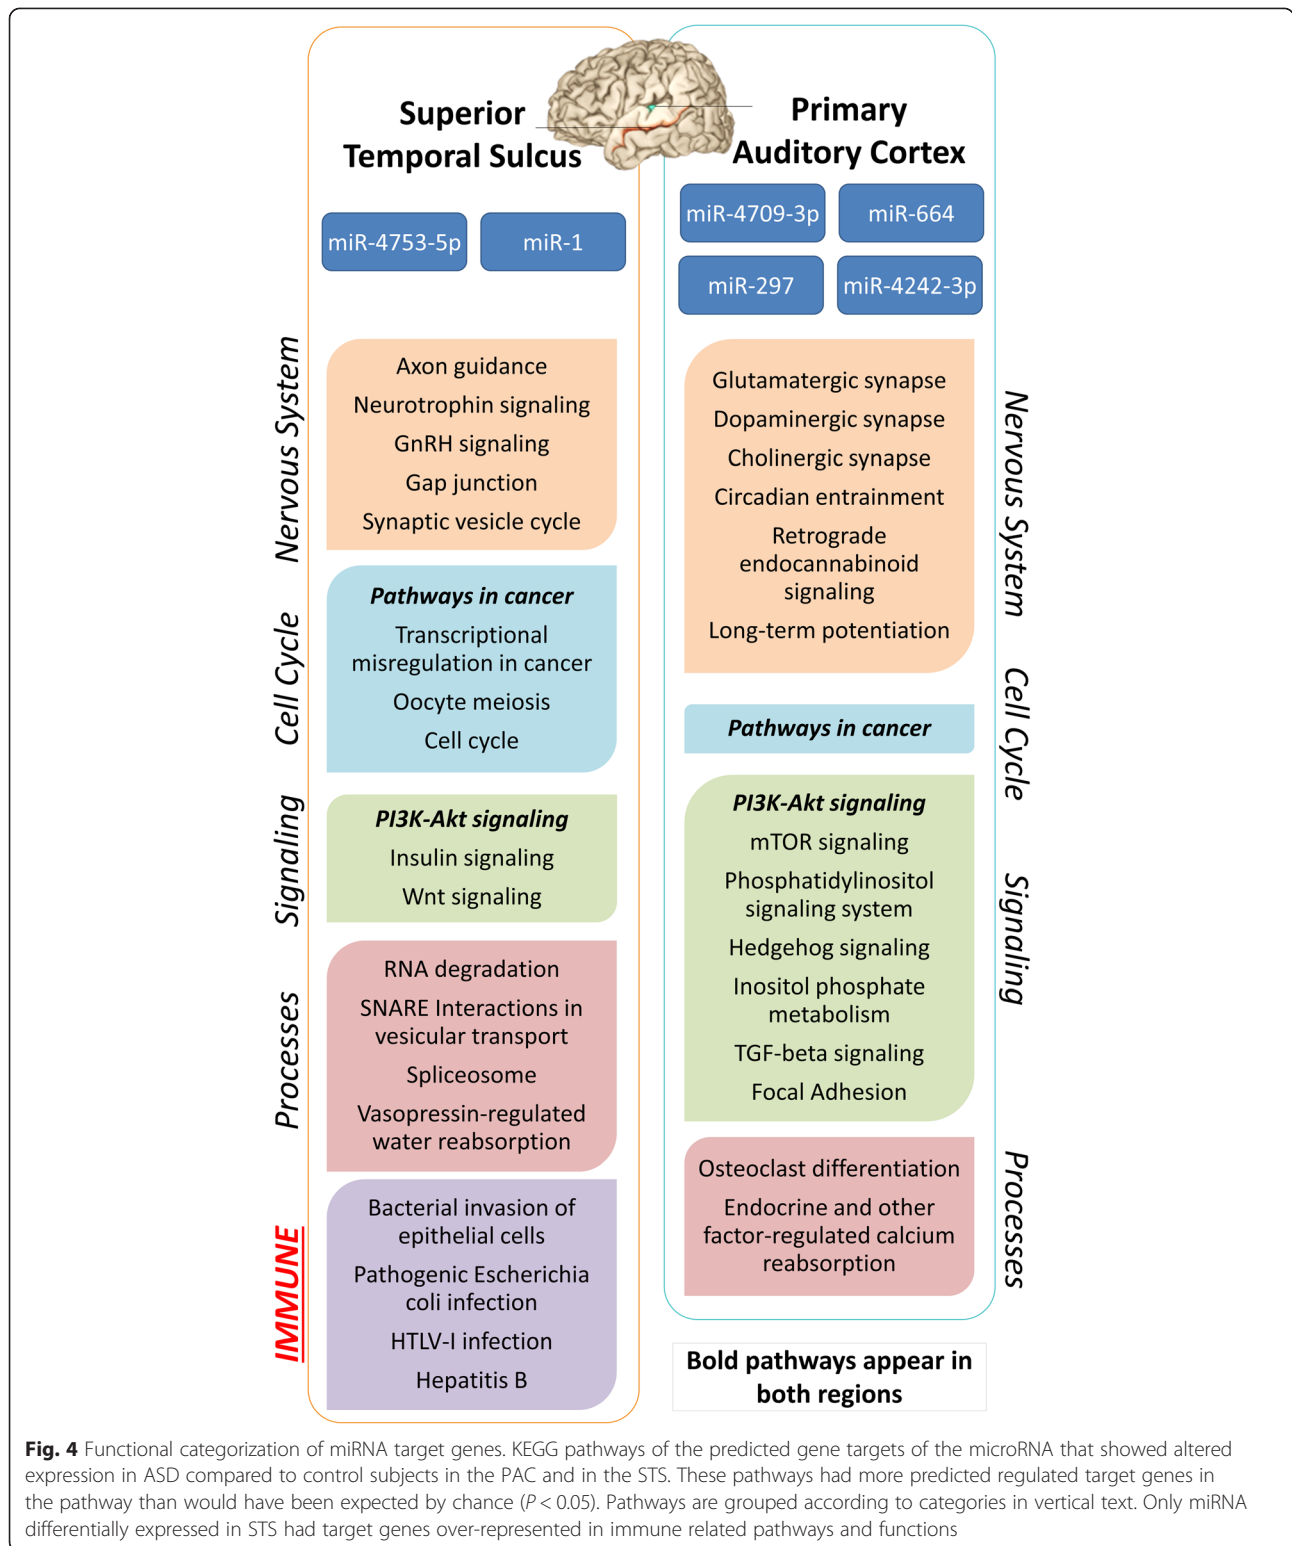 Superior
Temporal Sulcus
miR-4753-5p
miR-1
Nervous System
Axon guidance
Neurotrophin signaling
GnRH signaling
Gap junction
Synaptic vesicle cycle
Cell Cycle
Pathways in cancer
Transcriptional
misregulation in cancer
Oocyte meiosis
Cell cycle
Signaling
PI3K-Akt signaling
Insulin signaling
Wnt signaling
Processes
RNA degradation
SNARE Interactions in
vesicular transport
Spliceosome
Vasopressin-regulated
water reabsorption
IMMUNE
Bacterial invasion of
epithelial cells
Pathogenic Escherichia
coli infection
HTLV-I infection
Hepatitis B
Primary
Auditory Cortex
miR-4709-3p
miR-664
miR-297
miR-4242-3p
Nervous System
Glutamatergic synapse
Dopaminergic synapse
Cholinergic synapse
Circadian entrainment
Retrograde
endocannabinoid
signaling
Long-term potentiation
Cell Cycle
Pathways in cancer
Signaling
PI3K-Akt signaling
mTOR signaling
Phosphatidylinositol
signaling system
Hedgehog signaling
Inositol phosphate
metabolism
TGF-beta signaling
Focal Adhesion
Processes
Osteoclast differentiation
Endocrine and other
factor-regulated calcium
reabsorption
Bold pathways appear in
both regions
Fig. 4 Functional categorization of miRNA target genes. KEGG pathways of the predicted gene targets of the microRNA that showed altered
expression in ASD compared to control subjects in the PAC and in the STS. These pathways had more predicted regulated target genes in
the pathway than would have been expected by chance (P < 0.05). Pathways are grouped according to categories in vertical text. Only miRNA
differentially expressed in STS had target genes over-represented in immune related pathways and functions